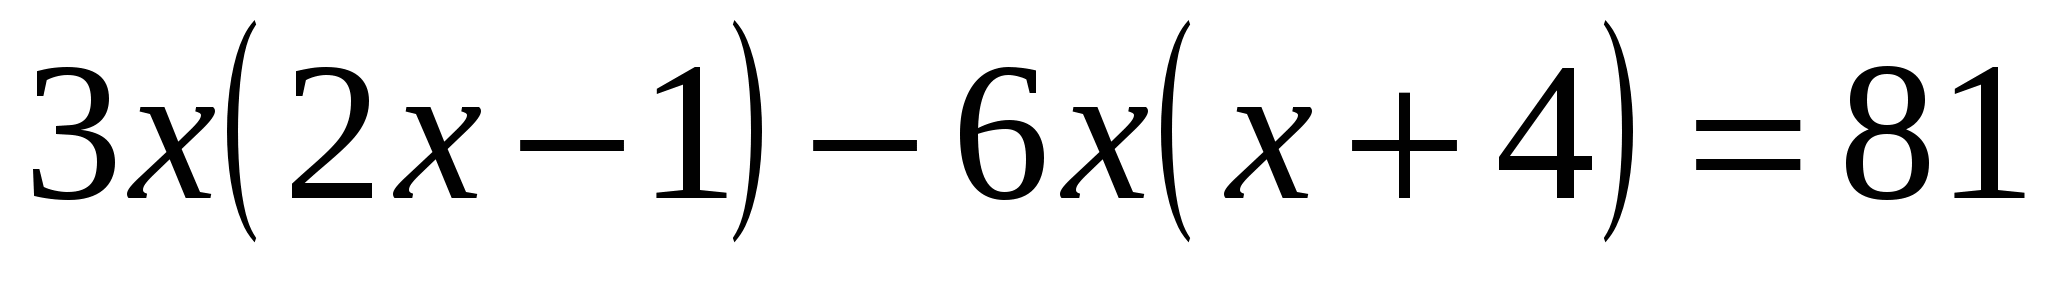 3x(2x − 1) − 6x(x + 4) = 81